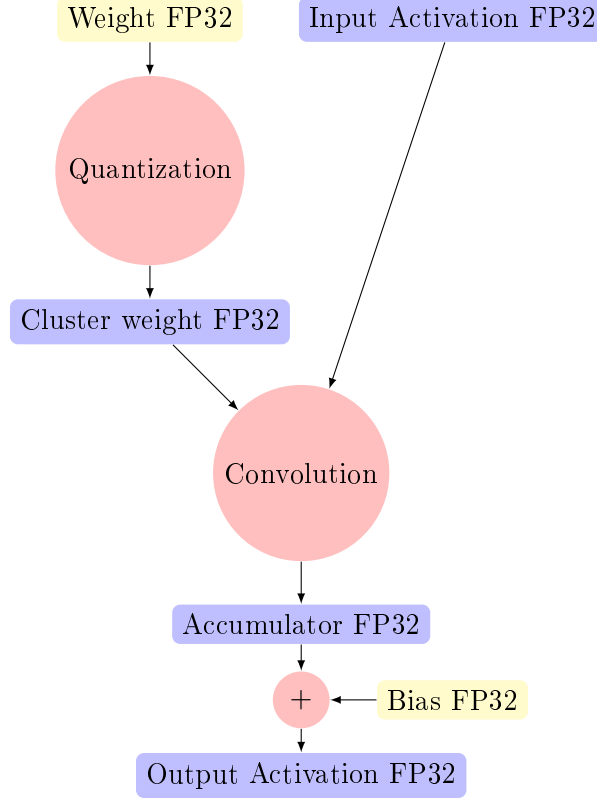 Weight FP32
Input Activation FP32
Quantization
Cluster weight FP32
Convolution
Accumulator FP32
+
Bias FP32
Output Activation FP32